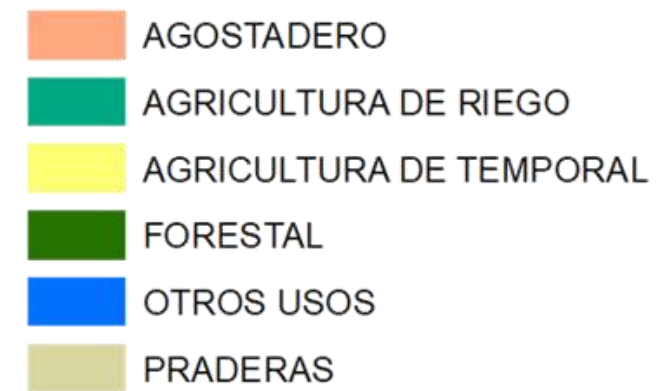 AGOSTADERO
AGRICULTURA DE RIEGO
AGRICULTURA DE TEMPORAL
FORESTAL
OTROS USOS
PRADERAS